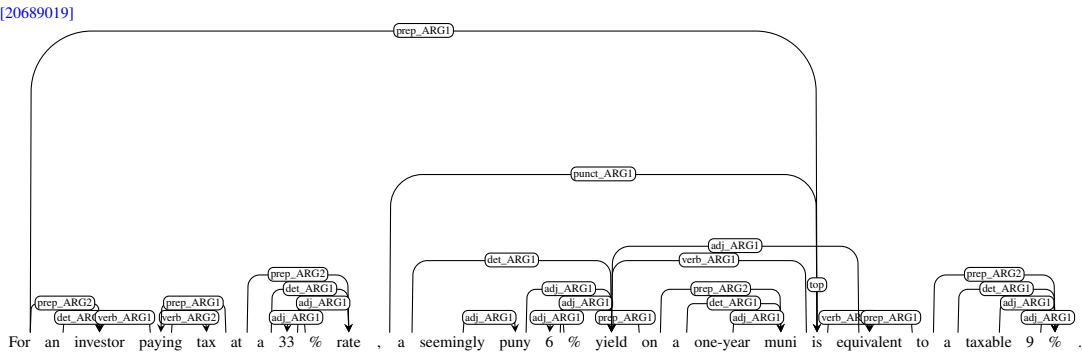 [20689019]
prep_ARG1
punct_ARG1
adj_ARG1
det_ARG1 verb_ARG1
prep_ARG2 prep_ARG2
top
det_ARG1 adj_ARG1 prep_ARG2 det_ARG1
prep_ARG2 prep_ARG1 adj_ARG1 adj_ARG1 det_ARG1 adj_ARG1
det_ARG1 verb_ARG1 verb_ARG2 adj_ARG1 adj_ARG1 adj_ARG1 prep_ARG1 adj_ARG1 prep_ARG1 adj_ARG1
For an investor paying tax at a 33 % rate , a seemingly puny 6 % yield on a one-year muni is equivalent to a taxable 9 % .